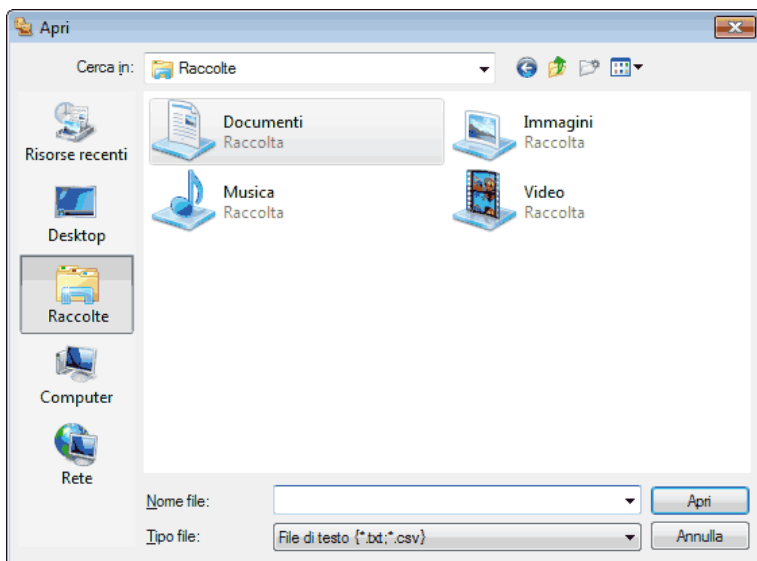 Apri
Cerca in:
Raccolte
Risorse recenti
Desktop
Raccolte
Computer
Rete
Documenti
Raccolta
Immagini
Raccolta
Musica
Raccolta
Video
Raccolta
Nome file:
Apri
Tipo file:
File di testo {*.txt;*.csv}
Annulla